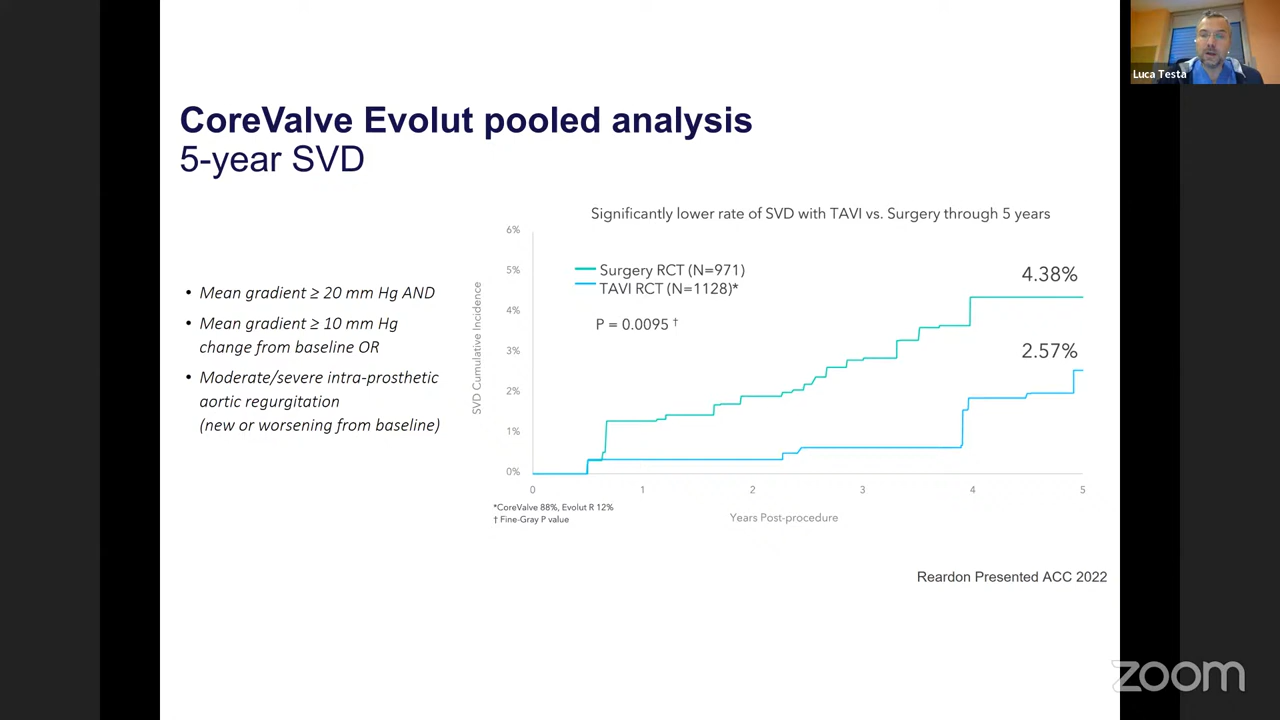 Luca Testa
CoreValve Evolut pooled analysis
5-year SVD
• Mean gradient ≥ 20 mm Hg AND
• Mean gradient ≥ 10 mm Hg
change from baseline OR
• Moderate/severe intra-prosthetic
aortic regurgitation
(new or worsening from baseline)
Significantly lower rate of SVD with TAVI vs. Surgery through 5 years
SVD Cumulative Incidence
6%
5%
4%
3%
2%
1%
0%
Surgery RCT (N=971)
TAVI RCT (N=1128)*
P = 0.0095 †
4.38%
2.57%
0 1 2 3 4 5
Years Post-procedure
*CoreValve 88%, Evolut R 12%
† Fine-Gray P value
Reardon Presented ACC 2022
zoom